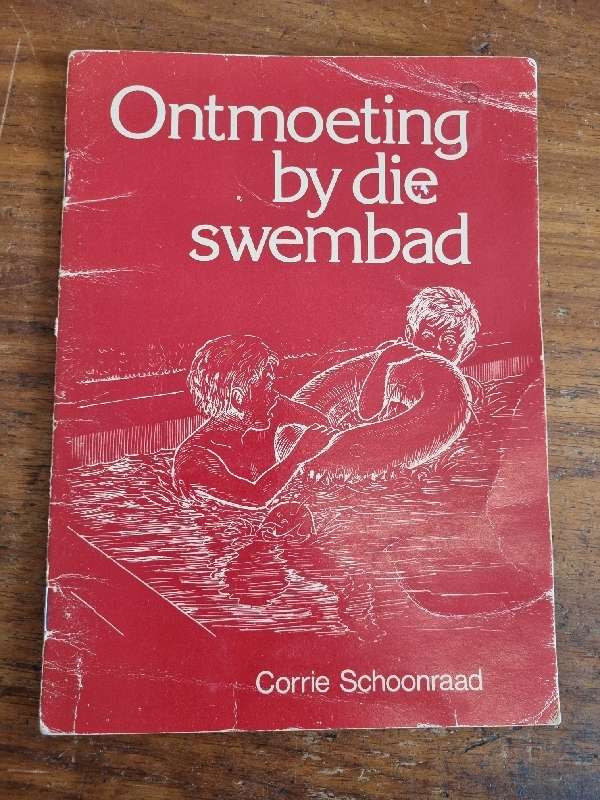 Ontmoeting
by die
swembad
Corrie Schoonraad